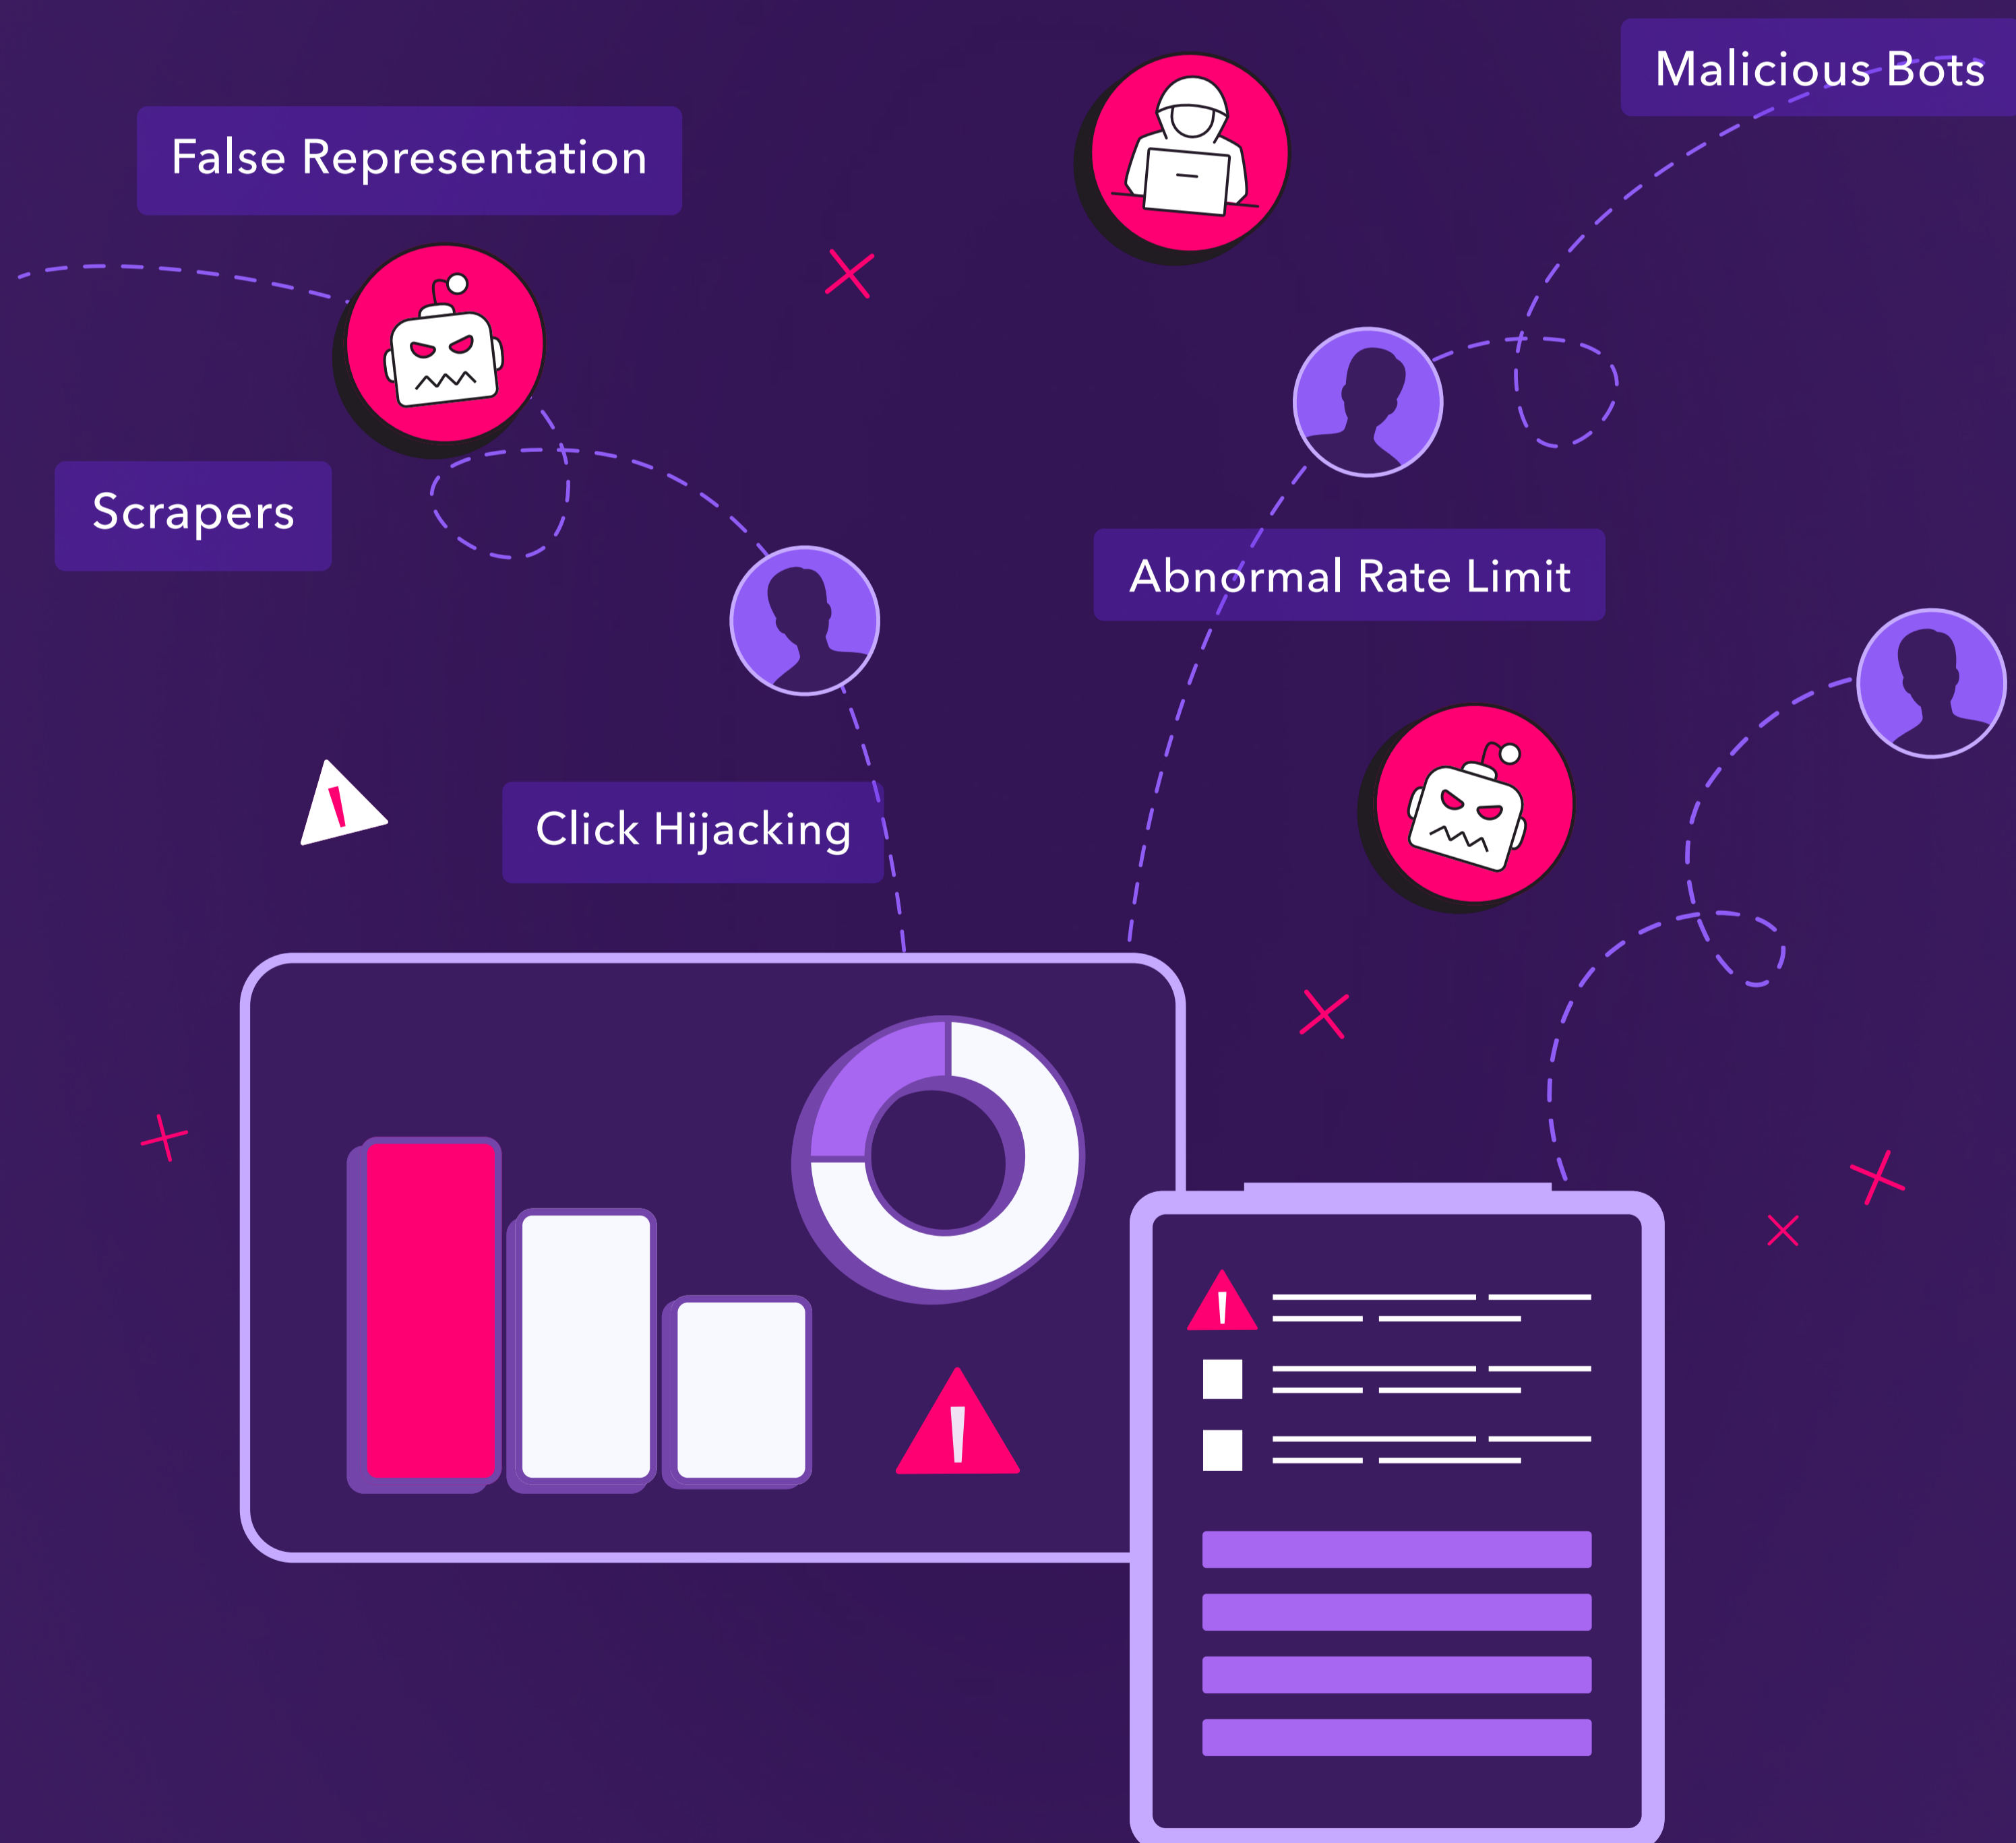 Malicious Bots
False Representation
Scrapers
Abnormal Rate Limit
Click Hijacking